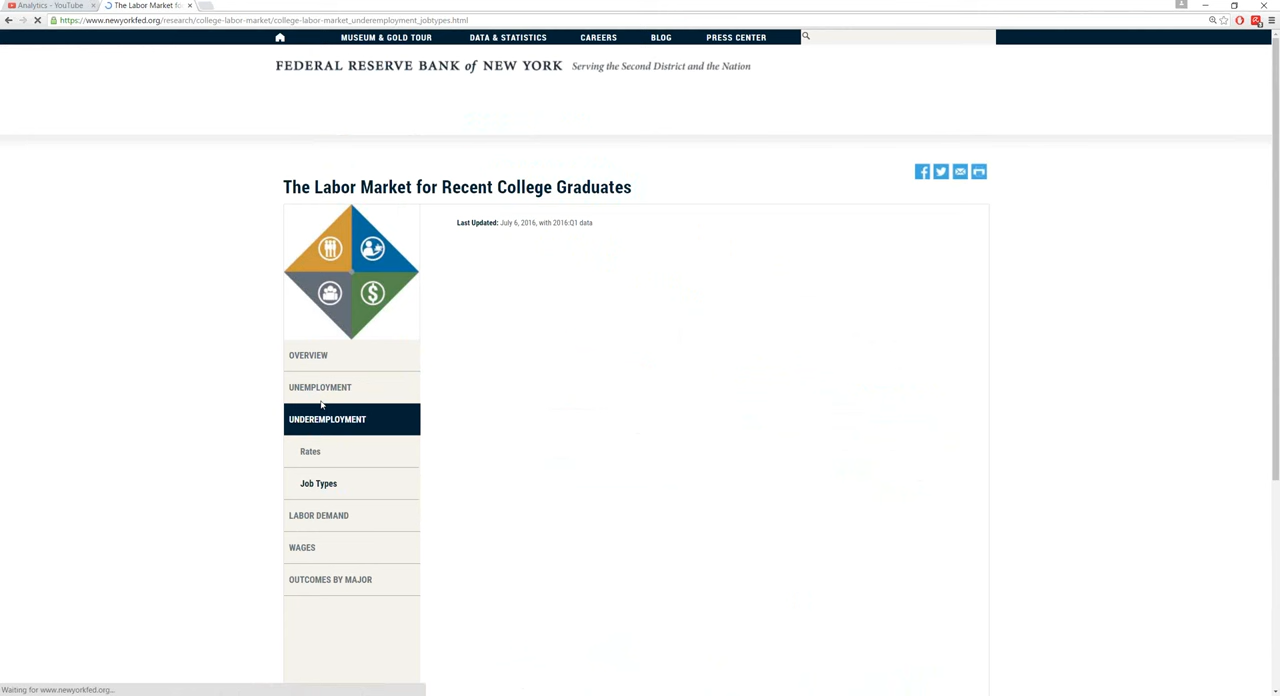 Analytics - YouTube
The Labor Market for
https://www.newyorkfed.org/research/college-labor-market/college-labor-market_underemployment_jobtypes.html
MUSEUM & GOLD TOUR DATA & STATISTICS CAREERS BLOG PRESS CENTER
FEDERAL RESERVE BANK of NEW YORK Serving the Second District and the Nation
The Labor Market for Recent College Graduates
Last Updated: July 6, 2016, with 2016:Q1 data
OVERVIEW
UNEMPLOYMENT
UNDEREMPLOYMENT
Rates
Job Types
LABOR DEMAND
WAGES
OUTCOMES BY MAJOR
Waiting for www.newyorkfed.org...